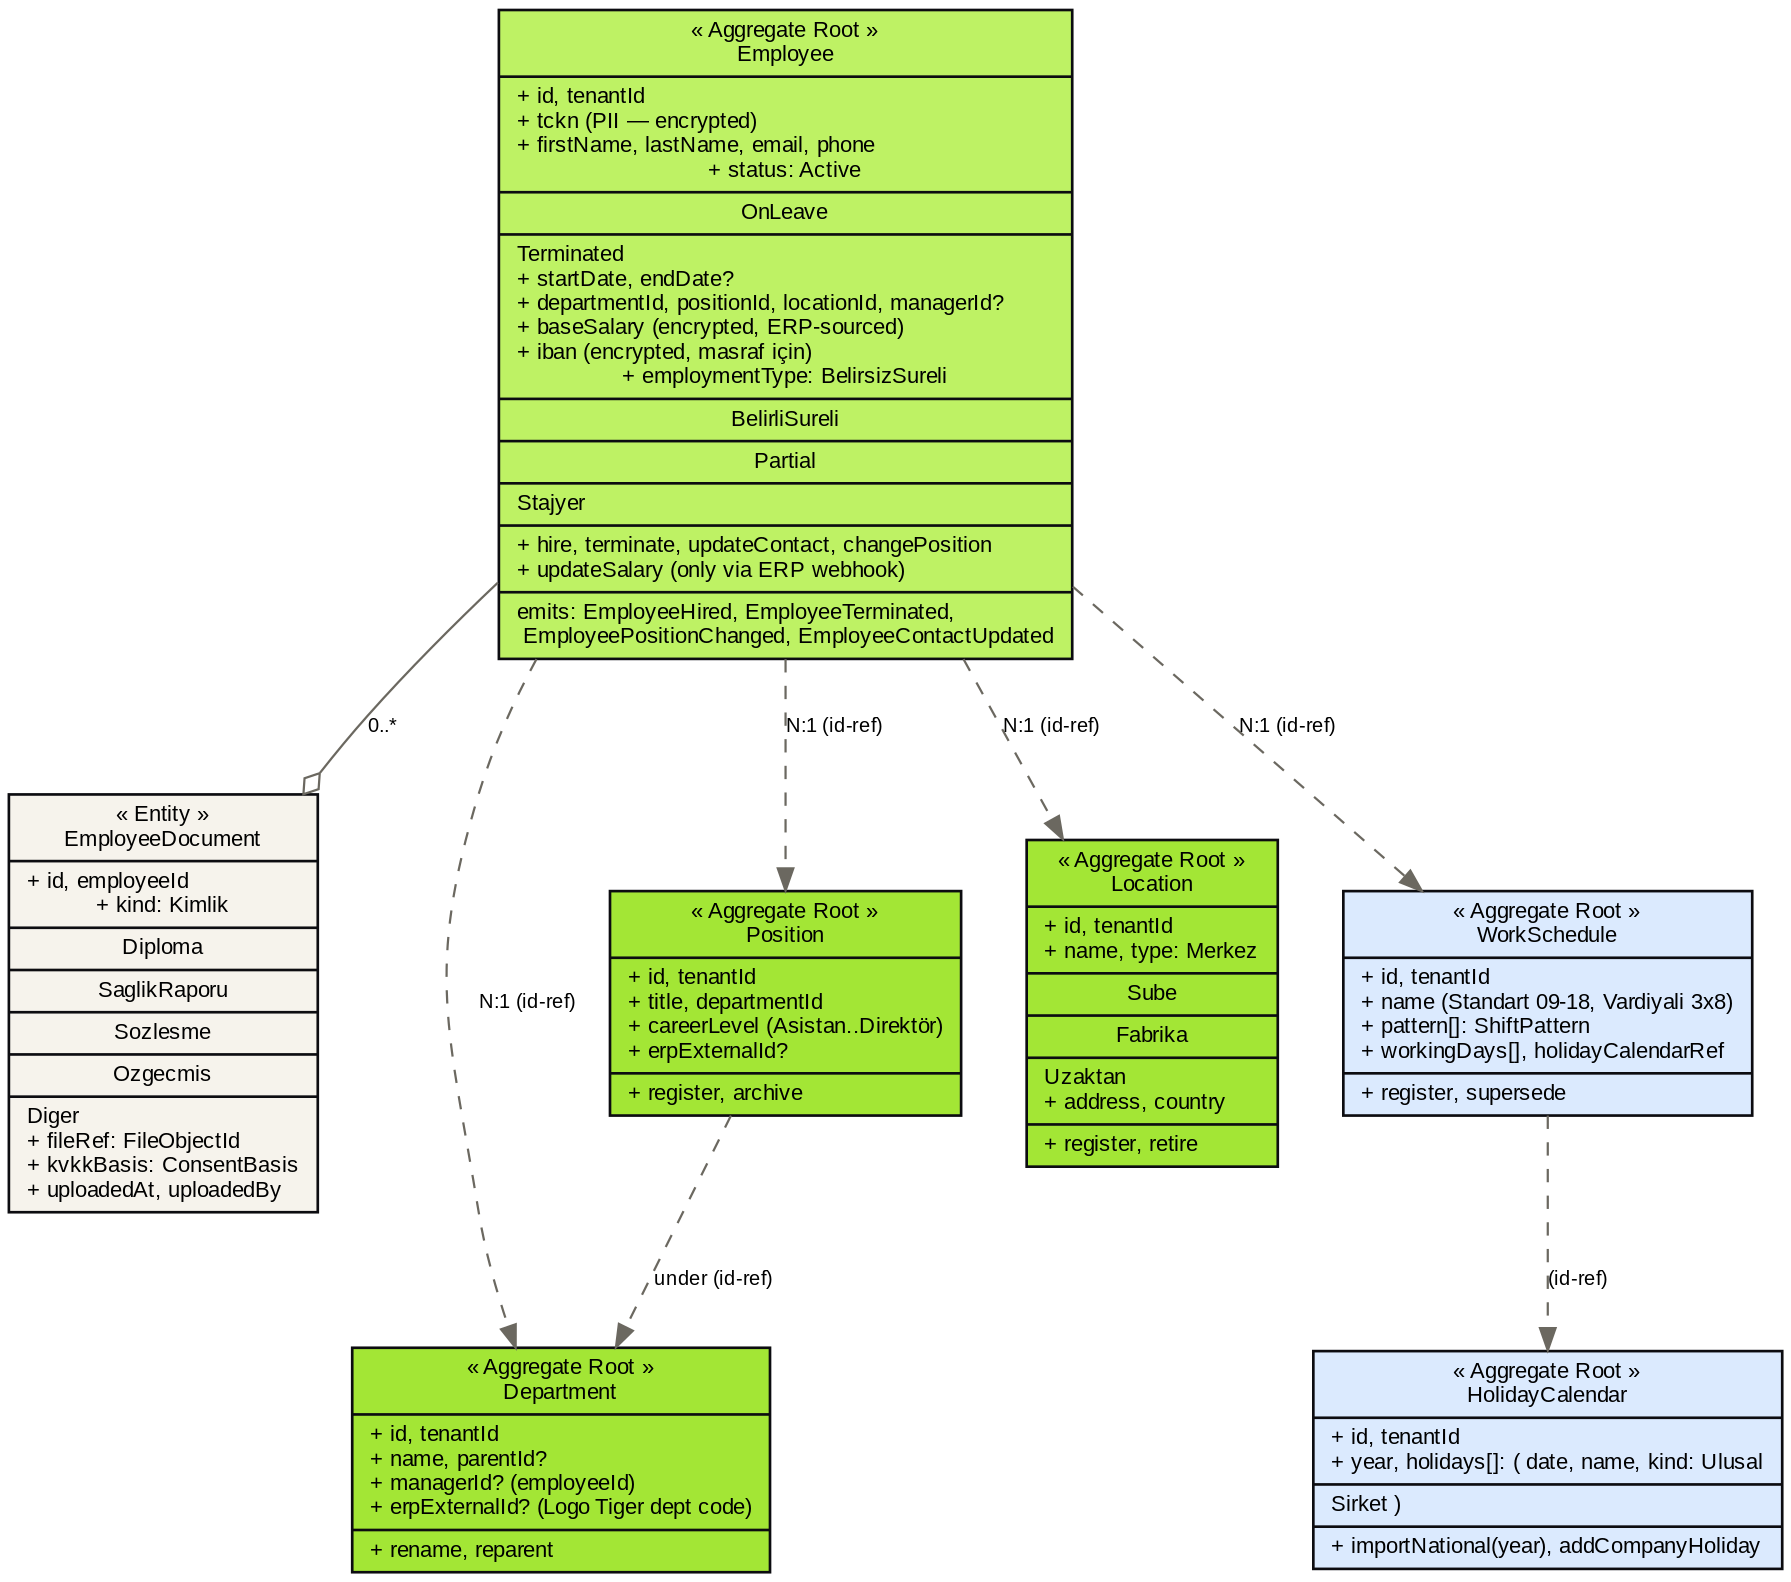 « Aggregate Root »
Employee
+ id, tenantId
+ tckn (PII — encrypted)
+ firstName, lastName, email, phone
+ status: Active
OnLeave
Terminated
+ startDate, endDate?
+ departmentId, positionId, locationId, managerId?
+ baseSalary (encrypted, ERP-sourced)
+ iban (encrypted, masraf için)
+ employmentType: BelirsizSureli
BelirliSureli
Partial
Stajyer
+ hire, terminate, updateContact, changePosition
+ updateSalary (only via ERP webhook)
emits: EmployeeHired, EmployeeTerminated,
EmployeePositionChanged, EmployeeContactUpdated
0..*
N:1 (id-ref)
N:1 (id-ref)
N:1 (id-ref)
« Entity »
EmployeeDocument
+ id, employeeId
+ kind: Kimlik
Diploma
SaglikRaporu
Sozlesme
Ozgecmis
Diger
+ fileRef: FileObjectId
+ kvkkBasis: ConsentBasis
+ uploadedAt, uploadedBy
N:1 (id-ref)
« Aggregate Root »
Position
+ id, tenantId
+ title, departmentId
+ careerLevel (Asistan..Direktör)
+ erpExternalId?
+ register, archive
« Aggregate Root »
Location
+ id, tenantId
+ name, type: Merkez
Sube
Fabrika
Uzaktan
+ address, country
+ register, retire
« Aggregate Root »
WorkSchedule
+ id, tenantId
+ name (Standart 09-18, Vardiyali 3x8)
+ pattern[]: ShiftPattern
+ workingDays[], holidayCalendarRef
+ register, supersede
under (id-ref)
(id-ref)
« Aggregate Root »
Department
+ id, tenantId
+ name, parentId?
+ managerId? (employeeId)
+ erpExternalId? (Logo Tiger dept code)
+ rename, reparent
« Aggregate Root »
HolidayCalendar
+ id, tenantId
+ year, holidays[]: ( date, name, kind: Ulusal
Sirket )
+ importNational(year), addCompanyHoliday